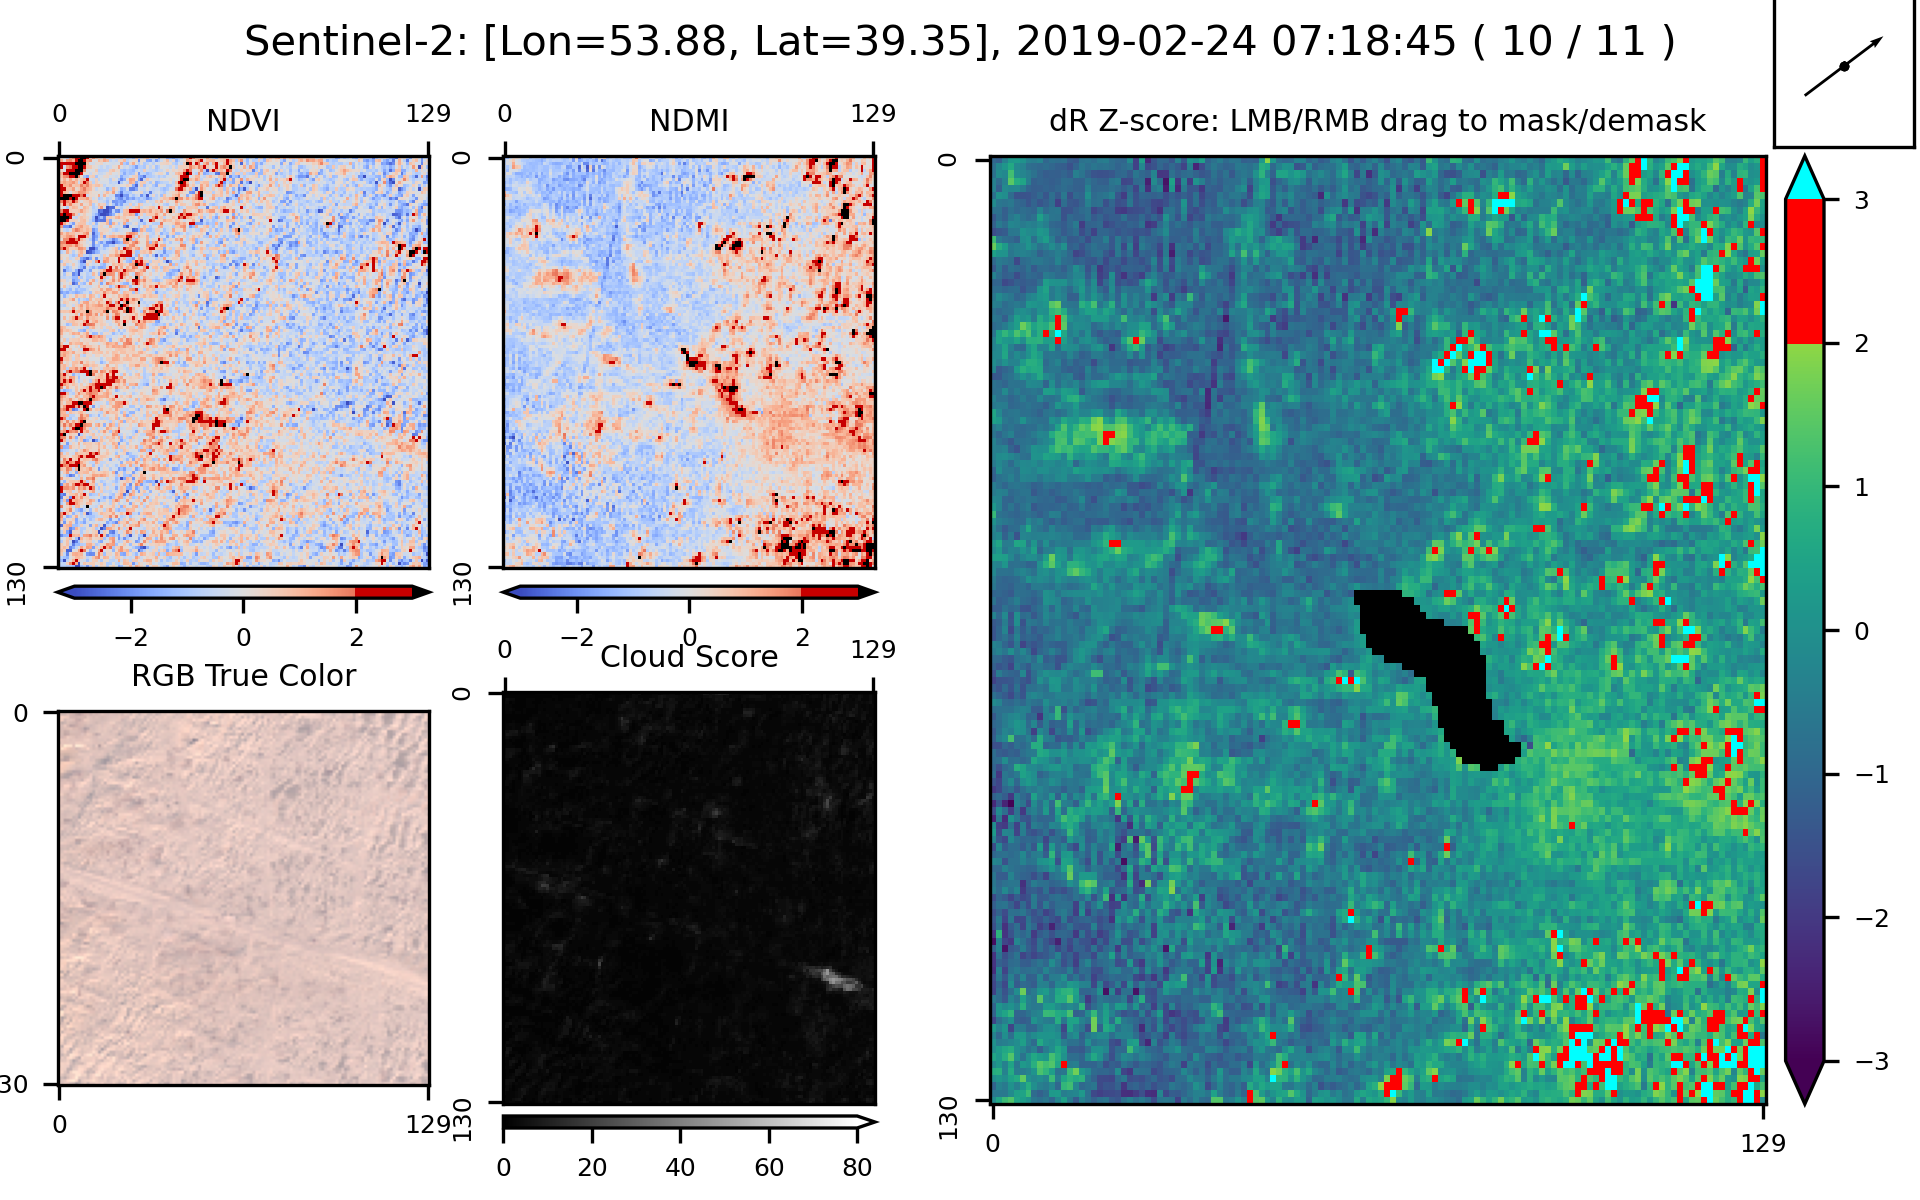 Sentinel-2: [Lon=53.88, Lat=39.35], 2019-02-24 07:18:45 ( 10 / 11 )
0 NDVI 129
0
130
−2 0 2
0 NDMI 129
0
130
−2 0 2
dR Z-score: LMB/RMB drag to mask/demask
0
130
0 129
3
2
1
0
−1
−2
−3
RGB True Color
0
30
0 129
0 Cloud Score 129
0
130
0 20 40 60 80